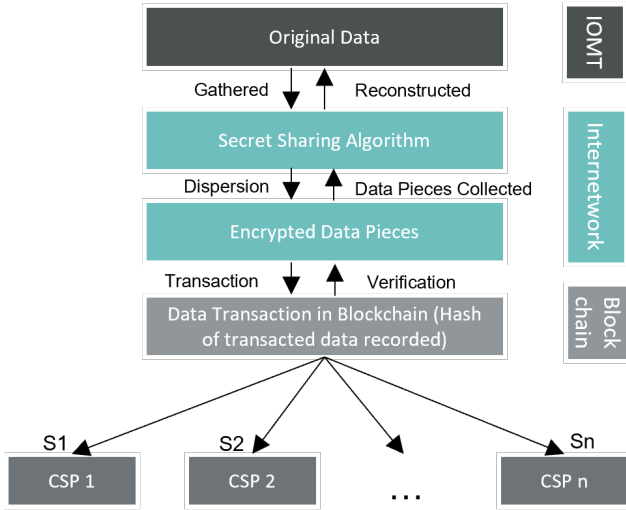 Original Data
IOMT
Gathered
Reconstructed
Secret Sharing Algorithm
Internetwork
Dispersion
Data Pieces Collected
Encrypted Data Pieces
Transaction
Verification
Data Transaction in Blockchain (Hash
of transacted data recorded)
Block
chain
S1
S2
Sn
CSP 1
CSP 2
...
CSP n